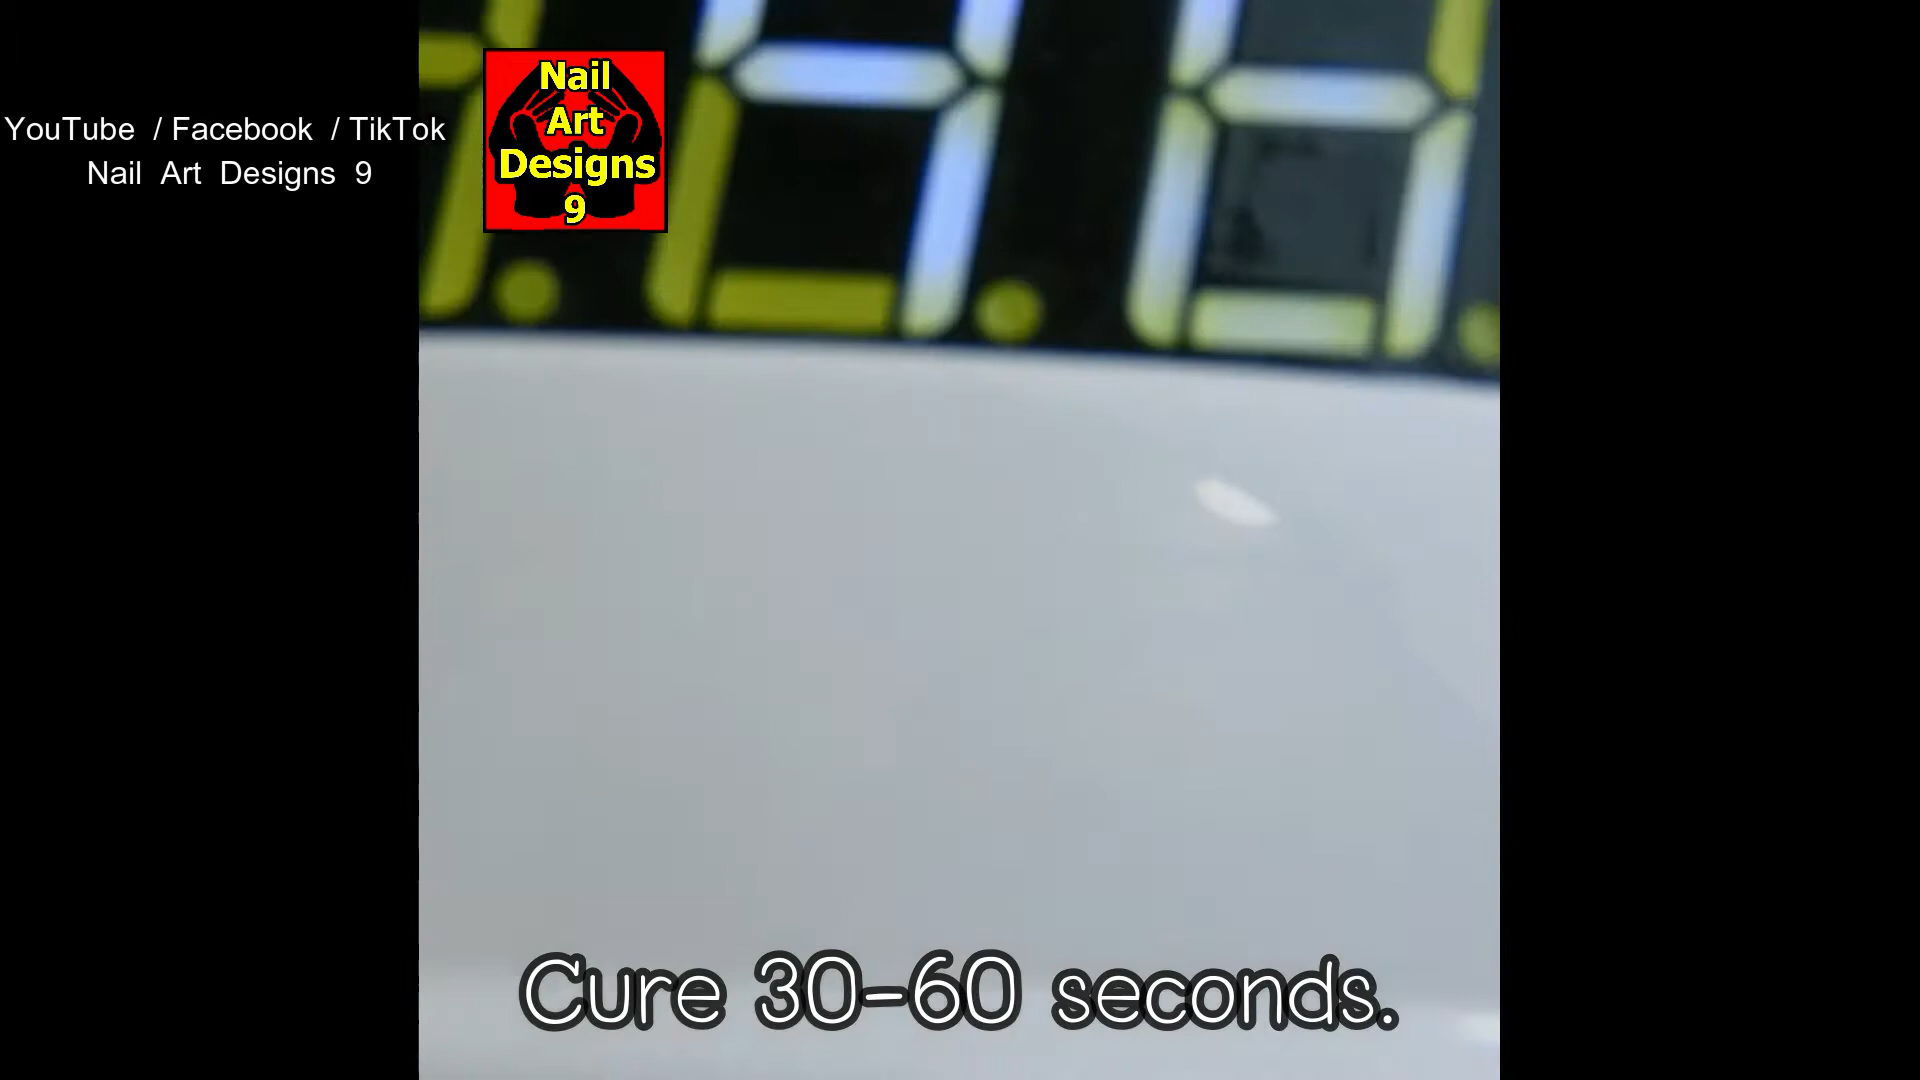 YouTube / Facebook / TikTok
Nail Art Designs 9
Nail
Art
Designs
9
Cure 30-60 seconds.